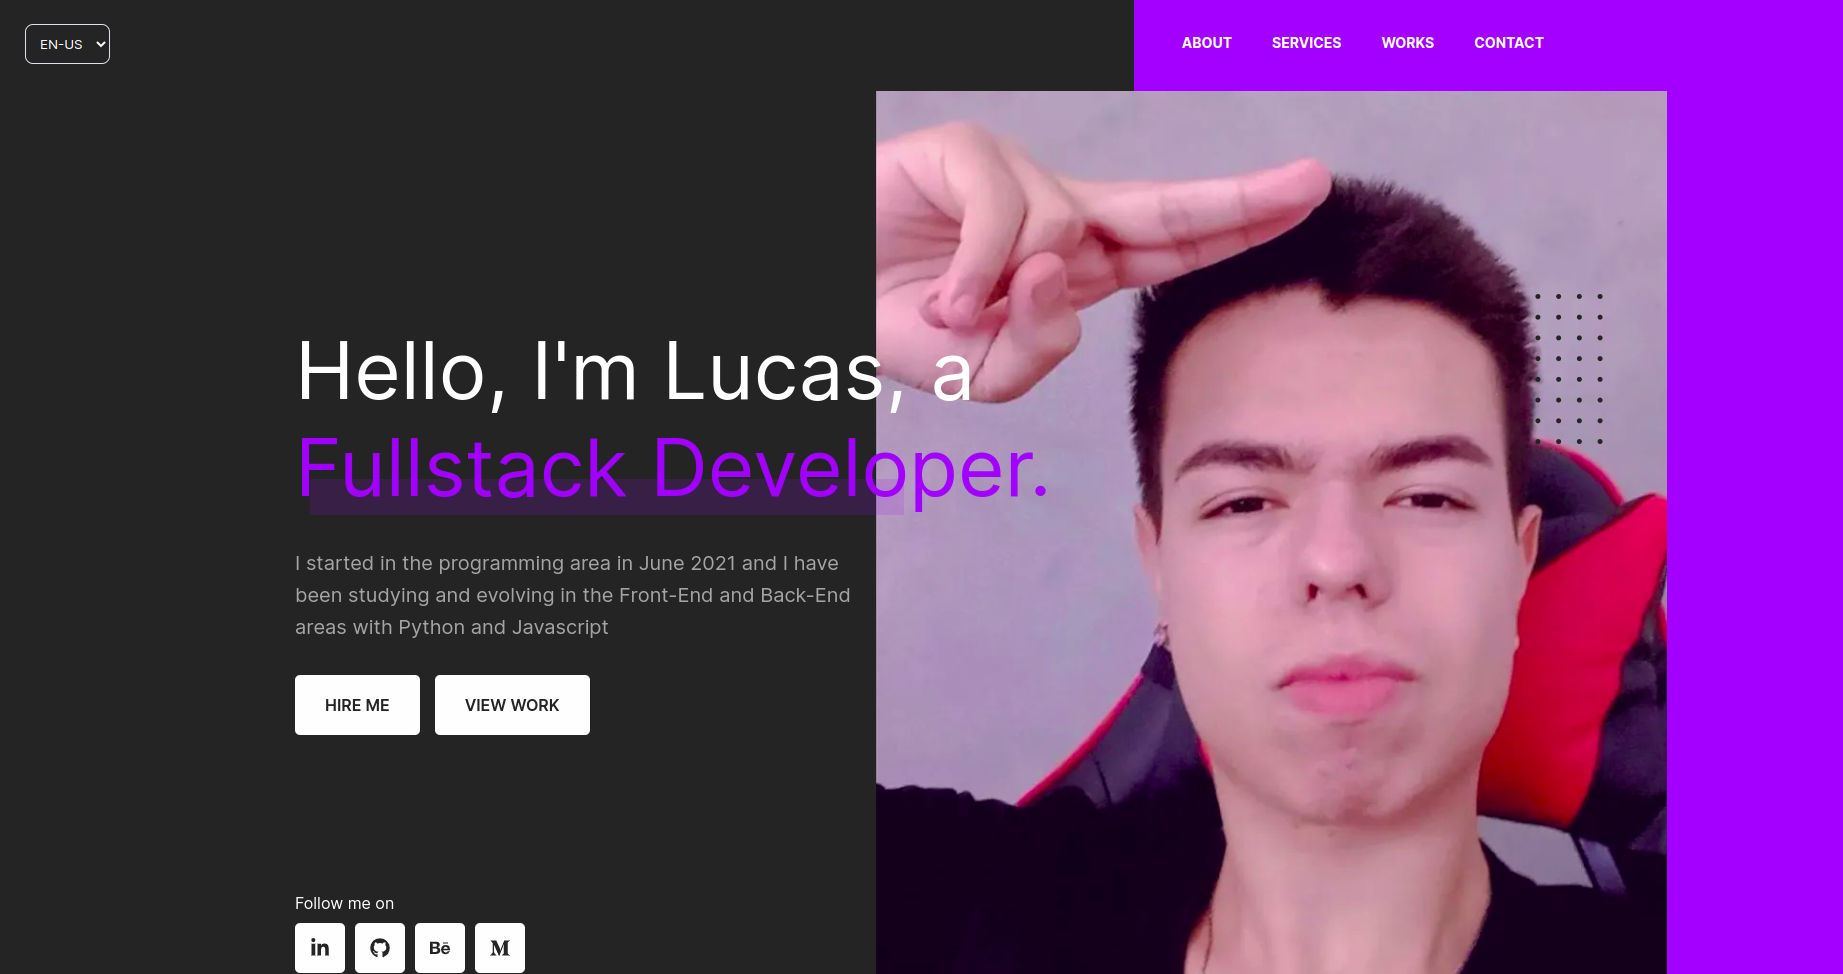 EN-US
ABOUT SERVICES WORKS CONTACT
Hello, I'm Lucas, a
Fullstack Developer.
I started in the programming area in June 2021 and I have
been studying and evolving in the Front-End and Back-End
areas with Python and Javascript
HIRE ME VIEW WORK
Follow me on
in Bē M